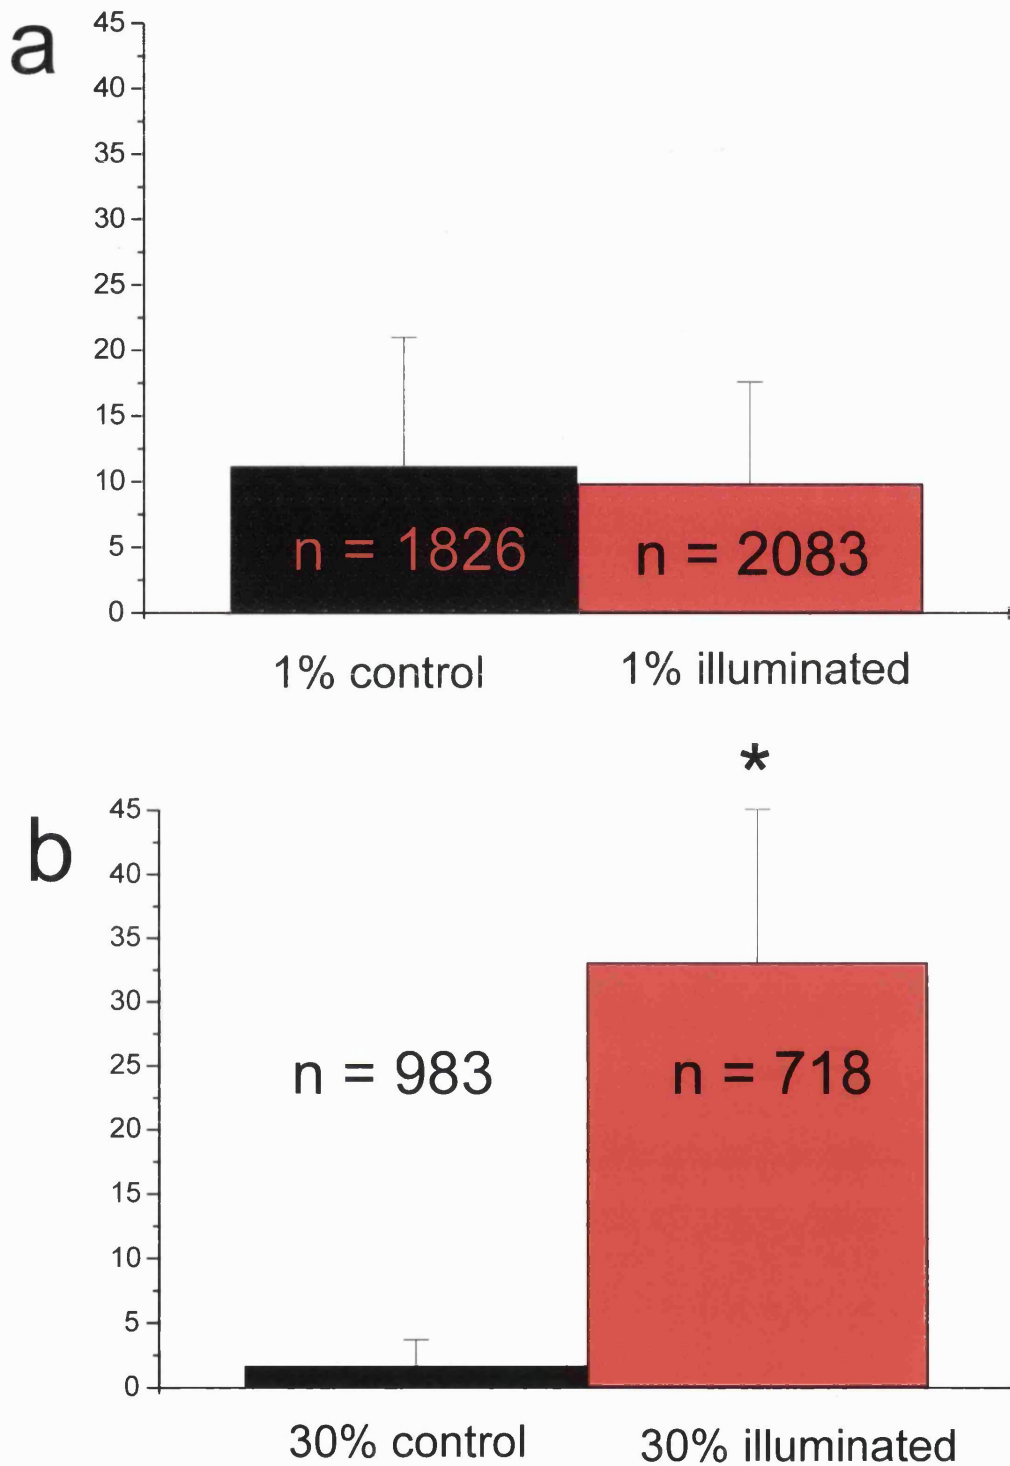 a
45
40
35
30
25
20
15
10
5
0
n = 1826
n = 2083
1% control
1% illuminated
*
b
45
40
35
30
25
20
15
10
5
0
n = 983
n = 718
30% control
30% illuminated